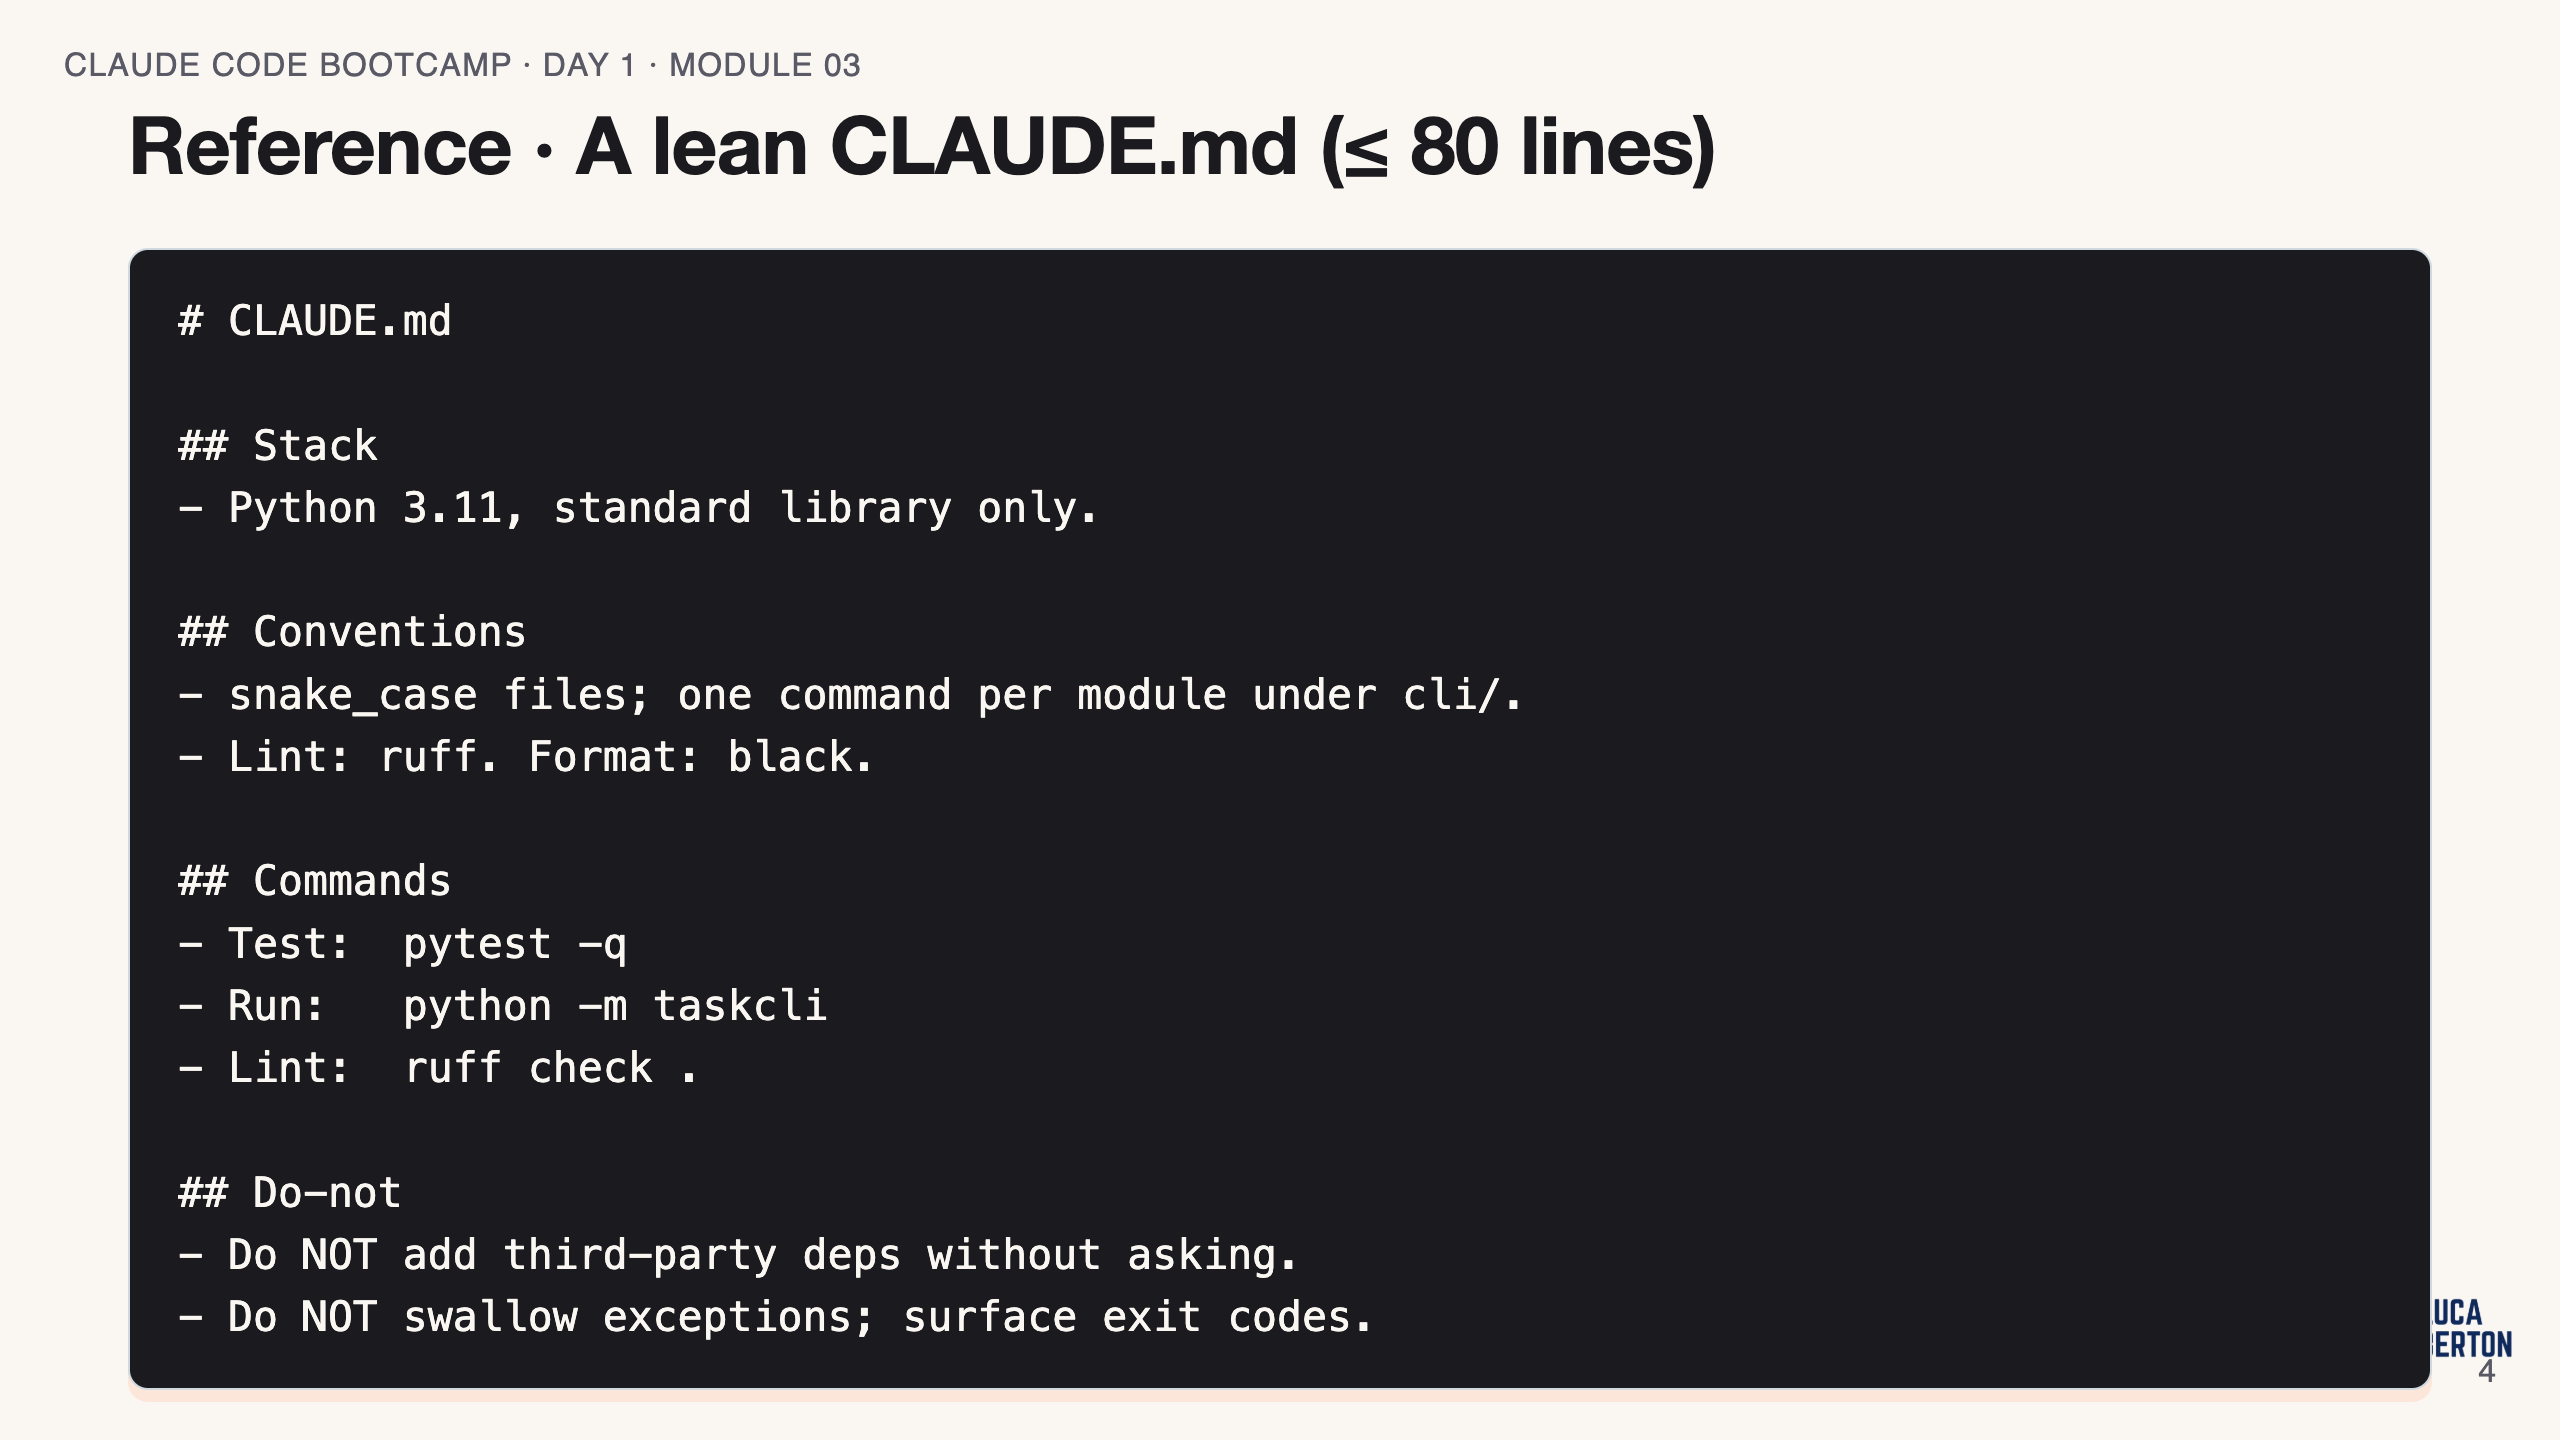 CLAUDE CODE BOOTCAMP · DAY 1 · MODULE 03
Reference · A lean CLAUDE.md (≤ 80 lines)
# CLAUDE.md
## Stack
- Python 3.11, standard library only.
## Conventions
- snake_case files; one command per module under cli/.
- Lint: ruff. Format: black.
## Commands
- Test:  pytest -q
- Run:   python -m taskcli
- Lint:  ruff check .
## Do-not
- Do NOT add third-party deps without asking.
- Do NOT swallow exceptions; surface exit codes.
4